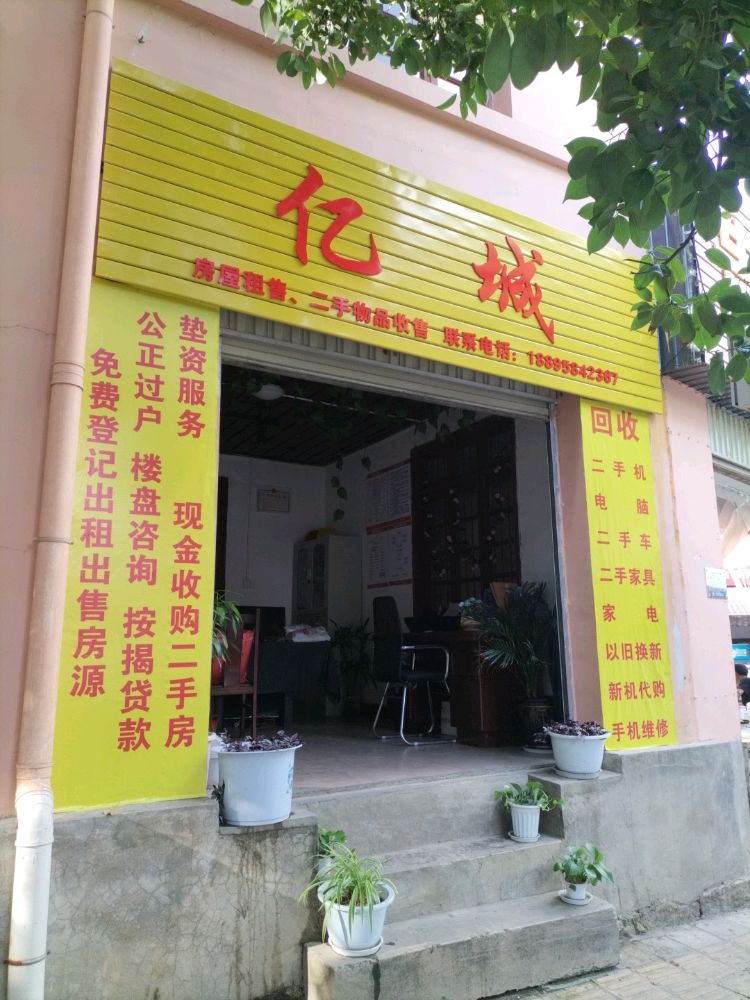 亿城
房屋租售、二手物品收售 联系电话：18895842387
垫资服务 现金收购二手房
公正过户 楼盘咨询 按揭贷款
免费登记出租出售房源
回收
二手机
电脑
二手车
二手家具
家电
以旧换新
新机代购
手机维修